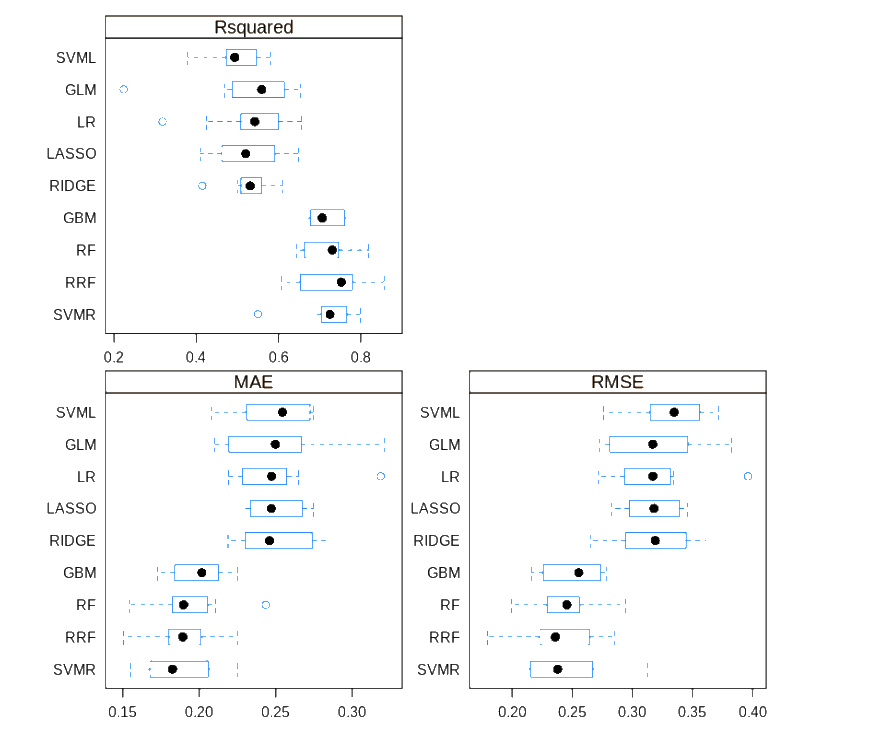 Rsquared
SVML
GLM
LR
LASSO
RIDGE
GBM
RF
RRF
SVMR
0.2 0.4 0.6 0.8
MAE
SVML
GLM
LR
LASSO
RIDGE
GBM
RF
RRF
SVMR
0.15 0.20 0.25 0.30
RMSE
SVML
GLM
LR
LASSO
RIDGE
GBM
RF
RRF
SVMR
0.20 0.25 0.30 0.35 0.40